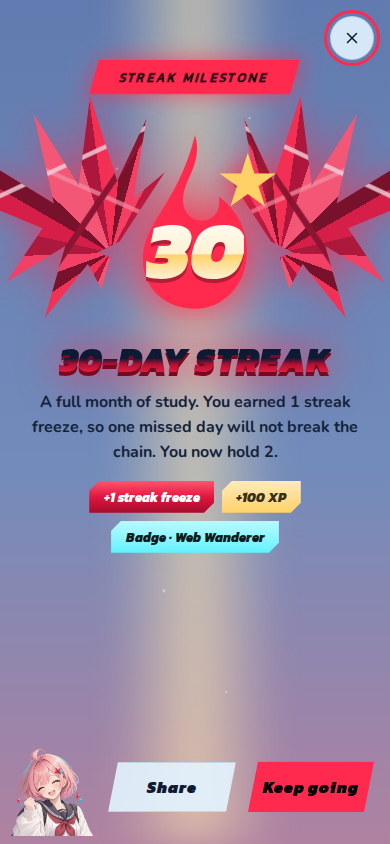 STREAK MILESTONE
30
30-DAY STREAK
A full month of study. You earned 1 streak
freeze, so one missed day will not break the
chain. You now hold 2.
+1 streak freeze
+100 XP
Badge · Web Wanderer
Share
Keep going